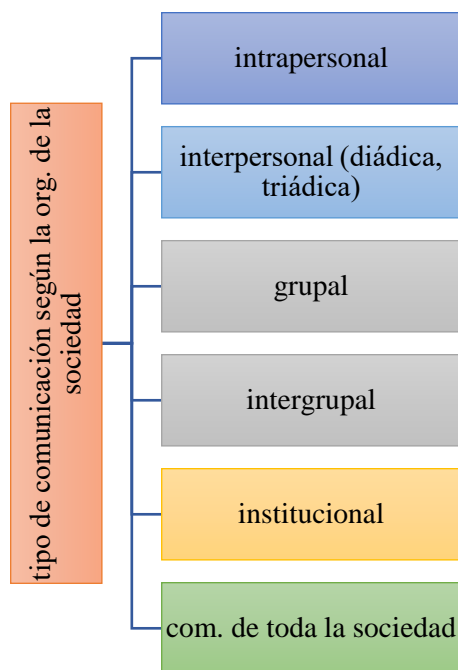 tipo de comunicación según la org. de la
sociedad
intrapersonal
interpersonal (diádica,
triádica)
grupal
intergrupal
institucional
com. de toda la sociedad